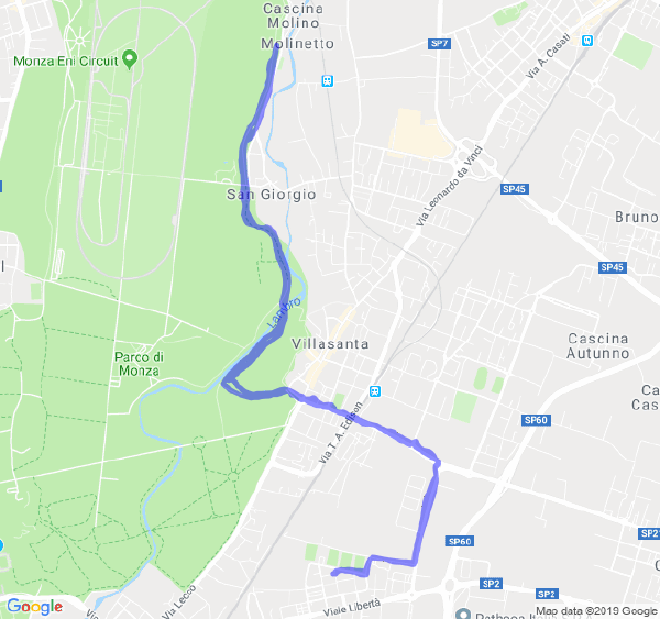 Cascina
Molino
Molinetto
Monza Eni Circuit
SP7
Via A. Casati
Via Leonardo da Vinci
SP45
San Giorgio
Bruno
SP45
Lambro
Villasanta
Cascina
Autunno
Parco di
Monza
Ca
Cas
Via T. A. Edison
SP60
SP2
SP60
SP2
SP2
Via Lecco
Viale Libertà
Google
Map data ©2019 Google